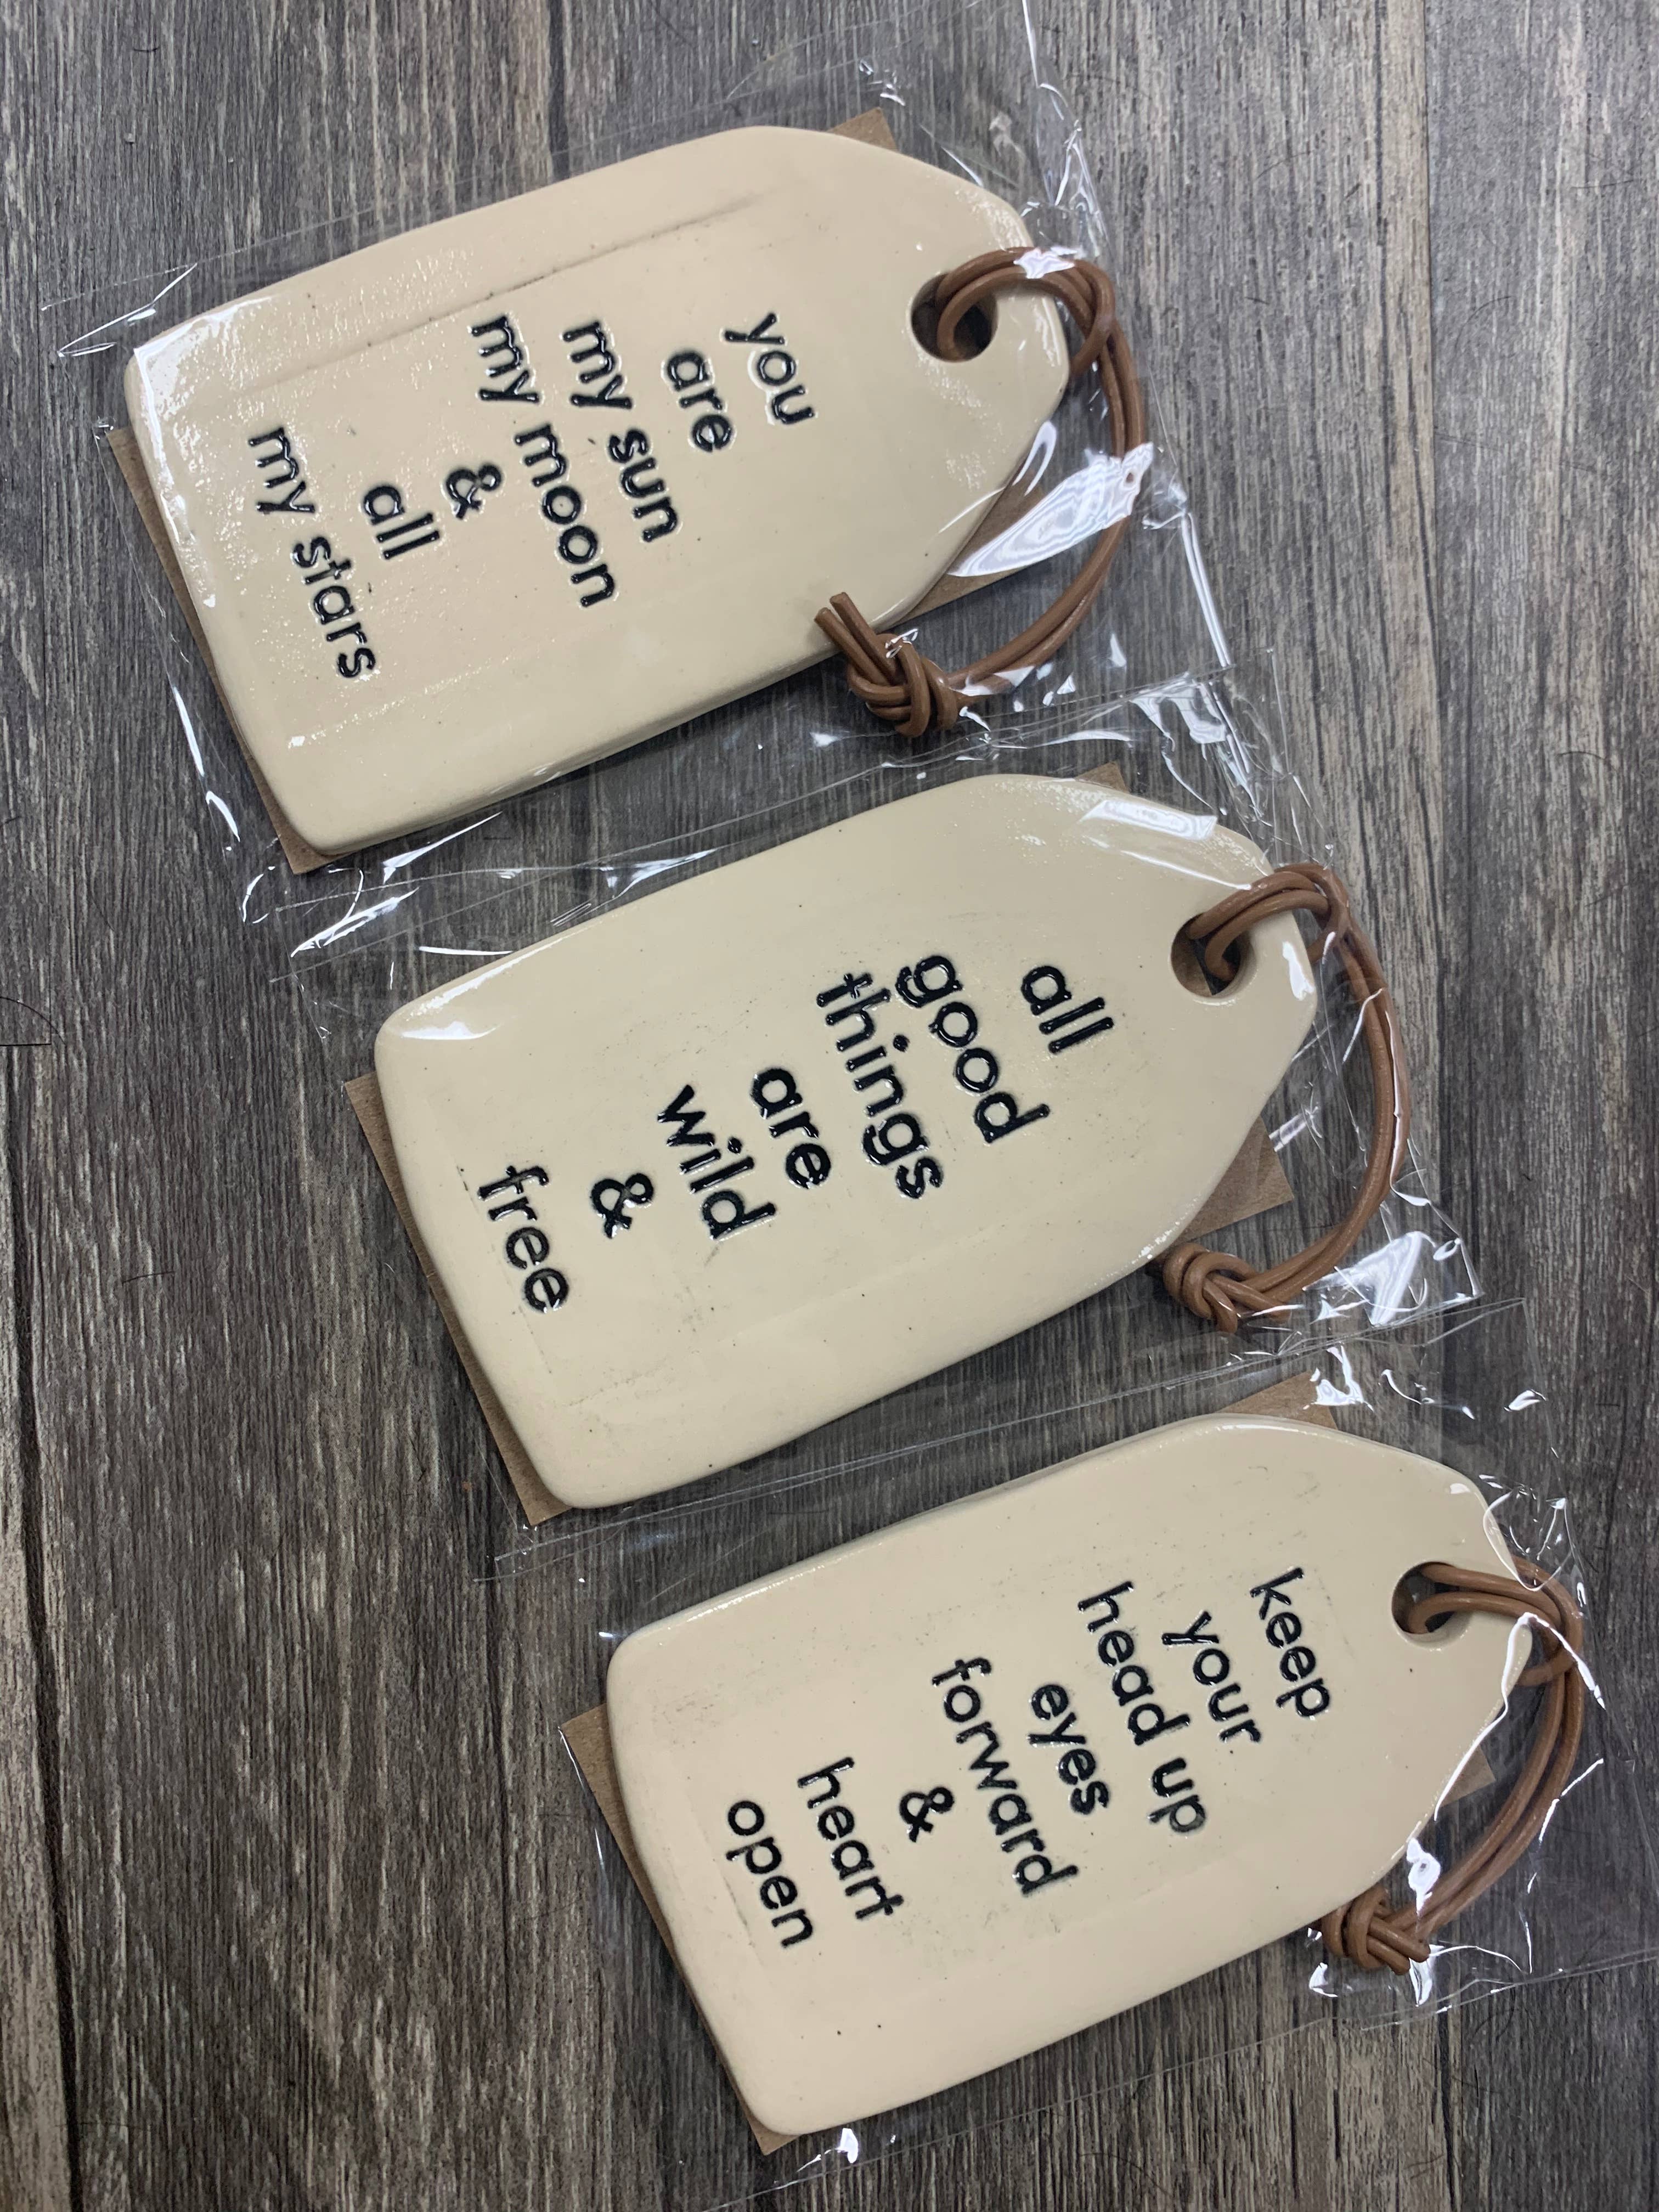 you
are
my sun
my moon
&
all
my stars
all
good
things
are
wild
&
free
keep
your
head up
eyes
forward
&
heart
open